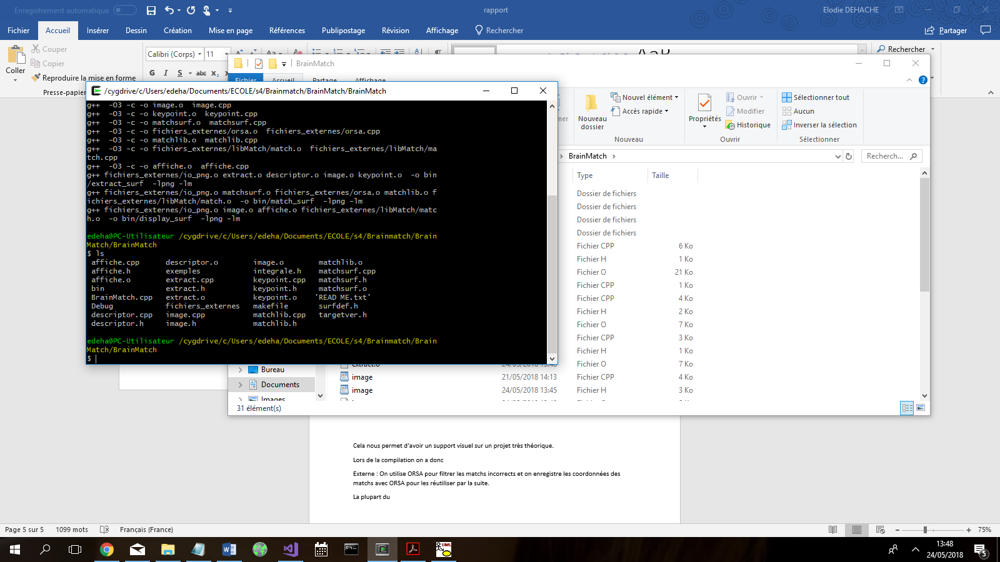 Enregistrement automatique
rapport
Elodie DEHACHE
Fichier Accueil Insérer Dessin Création Mise en page Références Publipostage Révision Affichage Rechercher
Partager
Coller
Couper
Copier
Reproduire la mise en forme
Presse-papier
Calibri (Corps) 11
G I S abc x₂
Rechercher
BrainMatch
Fichier Accueil Partage Affichage
/cygdrive/c/Users/edeha/Documents/ECOLE/s4/Brainmatch/BrainMatch/BrainMatch
g++  -O3 -c -o image.o  image.cpp
g++  -O3 -c -o keypoint.o  keypoint.cpp
g++  -O3 -c -o matchsurf.o  matchsurf.cpp
g++  -O3 -c -o fichiers_externes/orsa.o  fichiers_externes/orsa.cpp
g++  -O3 -c -o matchlib.o  matchlib.cpp
g++  -O3 -c -o fichiers_externes/libMatch/match.o  fichiers_externes/libMatch/ma
tch.cpp
g++  -O3 -c -o affiche.o  affiche.cpp
g++ fichiers_externes/io_png.o extract.o descriptor.o image.o keypoint.o  -o bin
/extract_surf  -lpng -lm
g++ fichiers_externes/io_png.o matchsurf.o fichiers_externes/orsa.o matchlib.o f
ichiers_externes/libMatch/match.o  -o bin/match_surf  -lpng -lm
g++ fichiers_externes/io_png.o image.o affiche.o fichiers_externes/libMatch/matc
h.o  -o bin/display_surf  -lpng -lm
edeha@PC-Utilisateur /cygdrive/c/Users/edeha/Documents/ECOLE/s4/Brainmatch/Brain
Match/BrainMatch
$ ls
affiche.cpp descriptor.o image.o matchlib.o
affiche.h exemples integrale.h matchsurf.cpp
affiche.o extract.cpp keypoint.cpp matchsurf.h
bin extract.h keypoint.h matchsurf.o
BrainMatch.cpp extract.o keypoint.o 'READ ME.txt'
Debug fichiers_externes makefile surfdef.h
descriptor.cpp image.cpp matchlib.cpp targetver.h
descriptor.h image.h matchlib.h
edeha@PC-Utilisateur /cygdrive/c/Users/edeha/Documents/ECOLE/s4/Brainmatch/Brain
Match/BrainMatch
$
Nouveau
dossier
Nouvel élément
Accès rapide
Nouveau
Propriétés
Ouvrir
Modifier
Historique
Ouvrir
Sélectionner tout
Aucun
Inverser la sélection
Sélectionner
BrainMatch
Recherch...
Type Taille
Dossier de fichiers
Dossier de fichiers
Dossier de fichiers
Dossier de fichiers
Fichier CPP 6 Ko
Fichier H 1 Ko
Fichier O 21 Ko
Fichier CPP 1 Ko
Fichier CPP 4 Ko
Fichier H 2 Ko
Fichier O 7 Ko
Fichier CPP 3 Ko
Fichier H 1 Ko
extract.o 24/05/2018 13:48 Fichier O 7 Ko
image 21/05/2018 14:13 Fichier CPP 4 Ko
image 24/05/2018 13:45 Fichier H 3 Ko
Bureau
Documents
Images
31 élément(s)
Cela nous permet d'avoir un support visuel sur un projet très théorique.
Lors de la compilation on a donc
Externe : On utilise ORSA pour filtrer les matchs incorrects et on enregistre les coordonnées des
matchs avec ORSA pour les réutiliser par la suite.
La plupart du
Page 5 sur 5 1099 mots Français (France)
75%
UML
13:48
24/05/2018
5